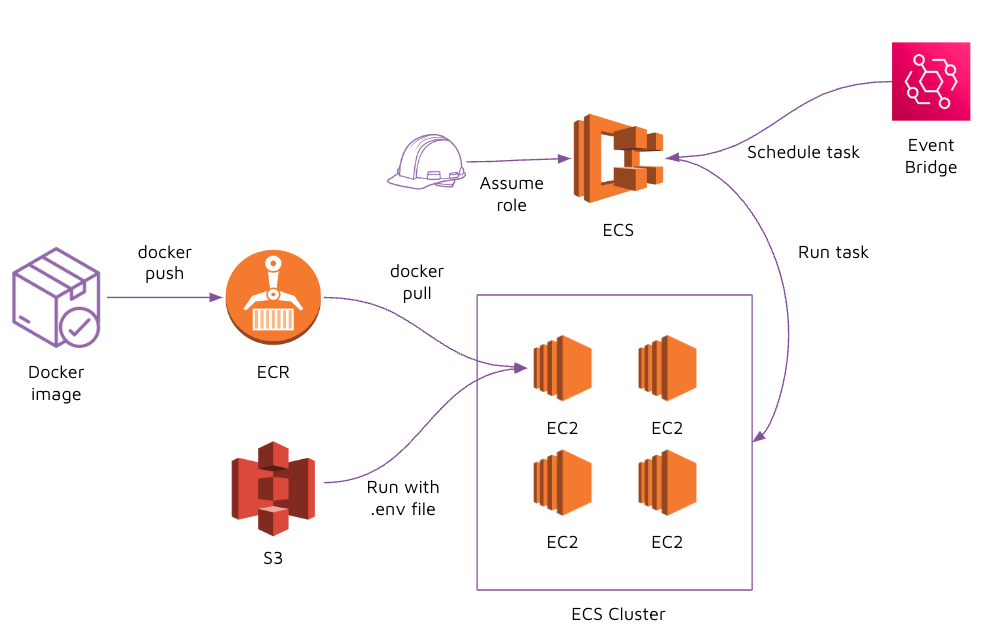 Event
Bridge
Schedule task
Assume
role
ECS
Run task
docker
push
docker
pull
Docker
image
ECR
EC2
EC2
Run with
.env file
EC2
EC2
S3
ECS Cluster